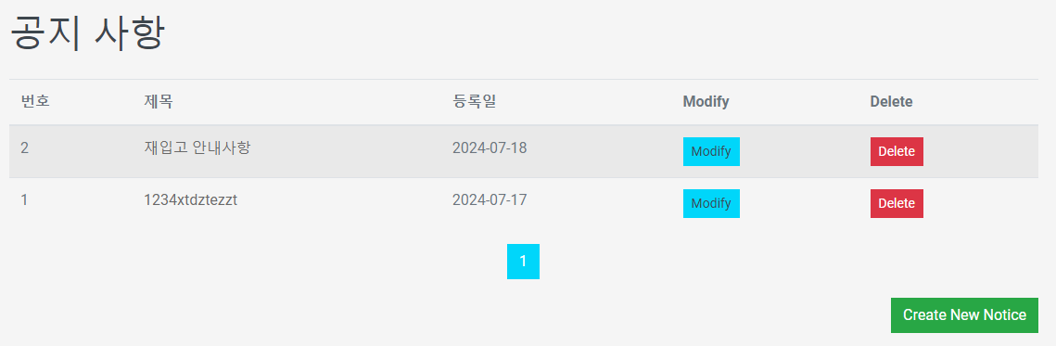 공지 사항
번호 제목 등록일 Modify Delete
2 재입고 안내사항 2024-07-18 Modify Delete
1 1234xtdztezzt 2024-07-17 Modify Delete
1
Create New Notice